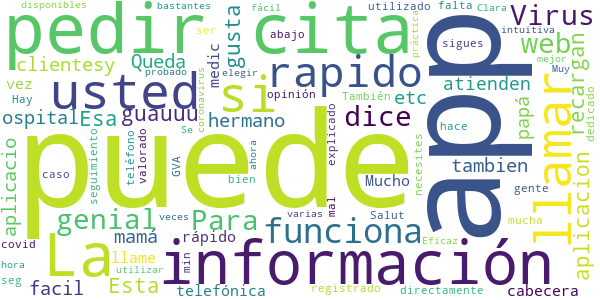 disponibles
bastantes
fácil
utilizado
falta
Clara
intuitiva
práctica
pedir
cita
app
Virus
ser
abajo
sigues
Muy
mejor
gusta
web
clientesy
Queda
medic
rapido
atienden
recargan
vez
probado
elegir
opinión
etc
papá
Hay
usted
si
coronavirus
También
dice
llamar
dedicado
ospital
Esa
guauuu
hermano
explicado
necesites
hace
aplicacio
seguimiento
teléfono
valorado
Se
puede
tambien
aplicacion
caso
GVA
bien
ahora
Mucho
gente
genial
Para
veces
varias
mal
Salut
mucha
covid
La
mamá
rápido
funciona
Eficaz
hora
llame
min
información
seg
facil
Esta
utilizar
telefónica
registrado
directamente
cabecera